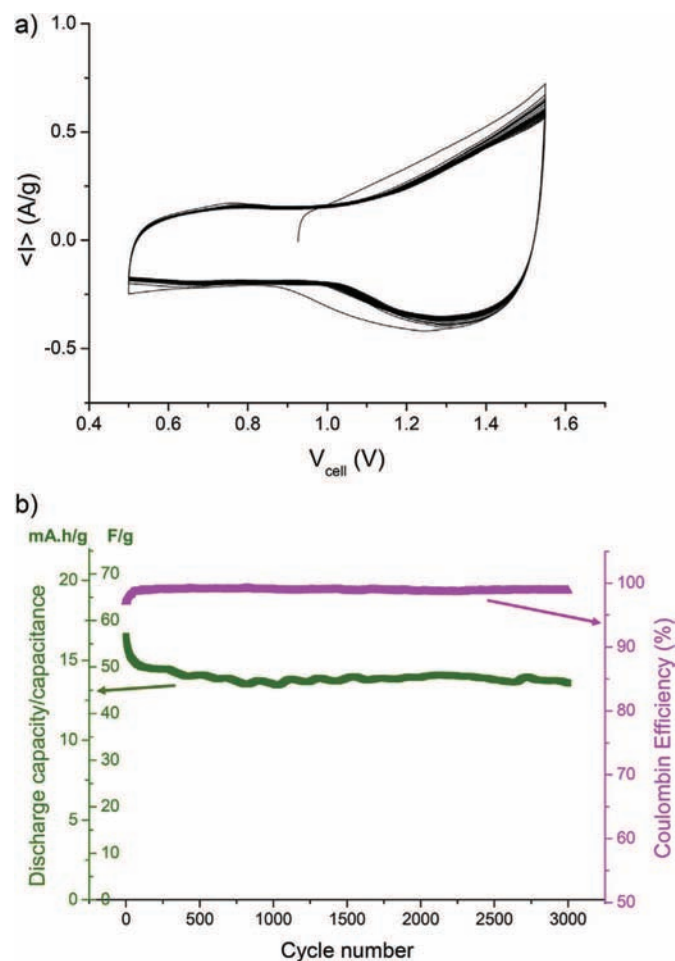 a)
1.0
0.5
0.0
-0.5
<I> (A/g)
0.4 0.6 0.8 1.0 1.2 1.4 1.6
Vcell (V)
b)
mA.h/g F/g
20
15
10
5
0
70
60
50
40
30
20
10
0
100
90
80
70
60
50
Discharge capacity/capacitance
Coulombin Efficiency (%)
0 500 1000 1500 2000 2500 3000
Cycle number